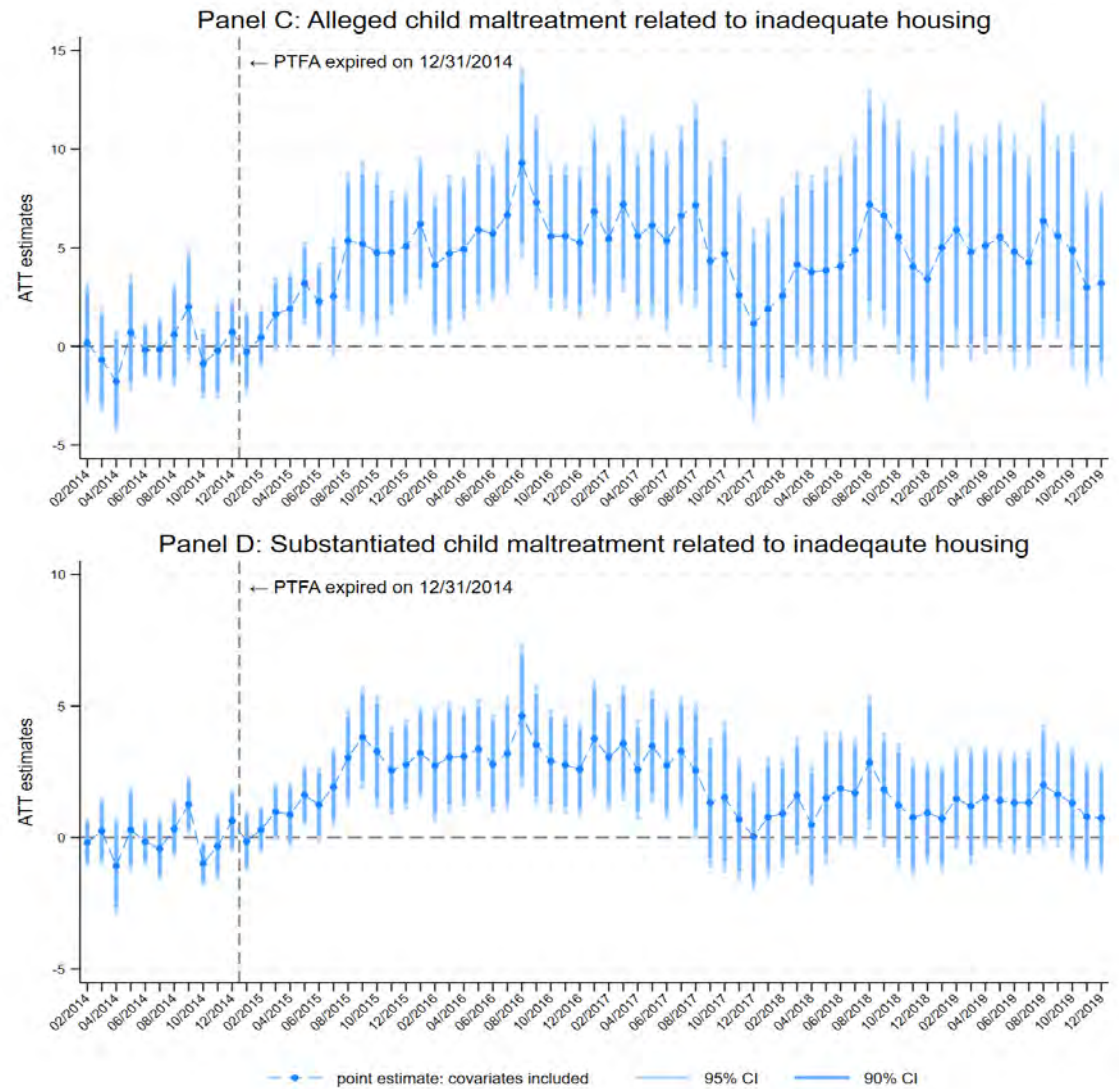 Panel C: Alleged child maltreatment related to inadequate housing
15
← PTFA expired on 12/31/2014
10
5
0
-5
ATT estimates
02/2014 04/2014 06/2014 08/2014 10/2014 12/2014 02/2015 04/2015 06/2015 08/2015 10/2015 12/2015 02/2016 04/2016 06/2016 08/2016 10/2016 12/2016 02/2017 04/2017 06/2017 08/2017 10/2017 12/2017 02/2018 04/2018 06/2018 08/2018 10/2018 12/2018 02/2019 04/2019 06/2019 08/2019 10/2019 12/2019
Panel D: Substantiated child maltreatment related to inadeqaute housing
10
← PTFA expired on 12/31/2014
5
0
-5
ATT estimates
02/2014 04/2014 06/2014 08/2014 10/2014 12/2014 02/2015 04/2015 06/2015 08/2015 10/2015 12/2015 02/2016 04/2016 06/2016 08/2016 10/2016 12/2016 02/2017 04/2017 06/2017 08/2017 10/2017 12/2017 02/2018 04/2018 06/2018 08/2018 10/2018 12/2018 02/2019 04/2019 06/2019 08/2019 10/2019 12/2019
point estimate: covariates included 95% CI 90% CI